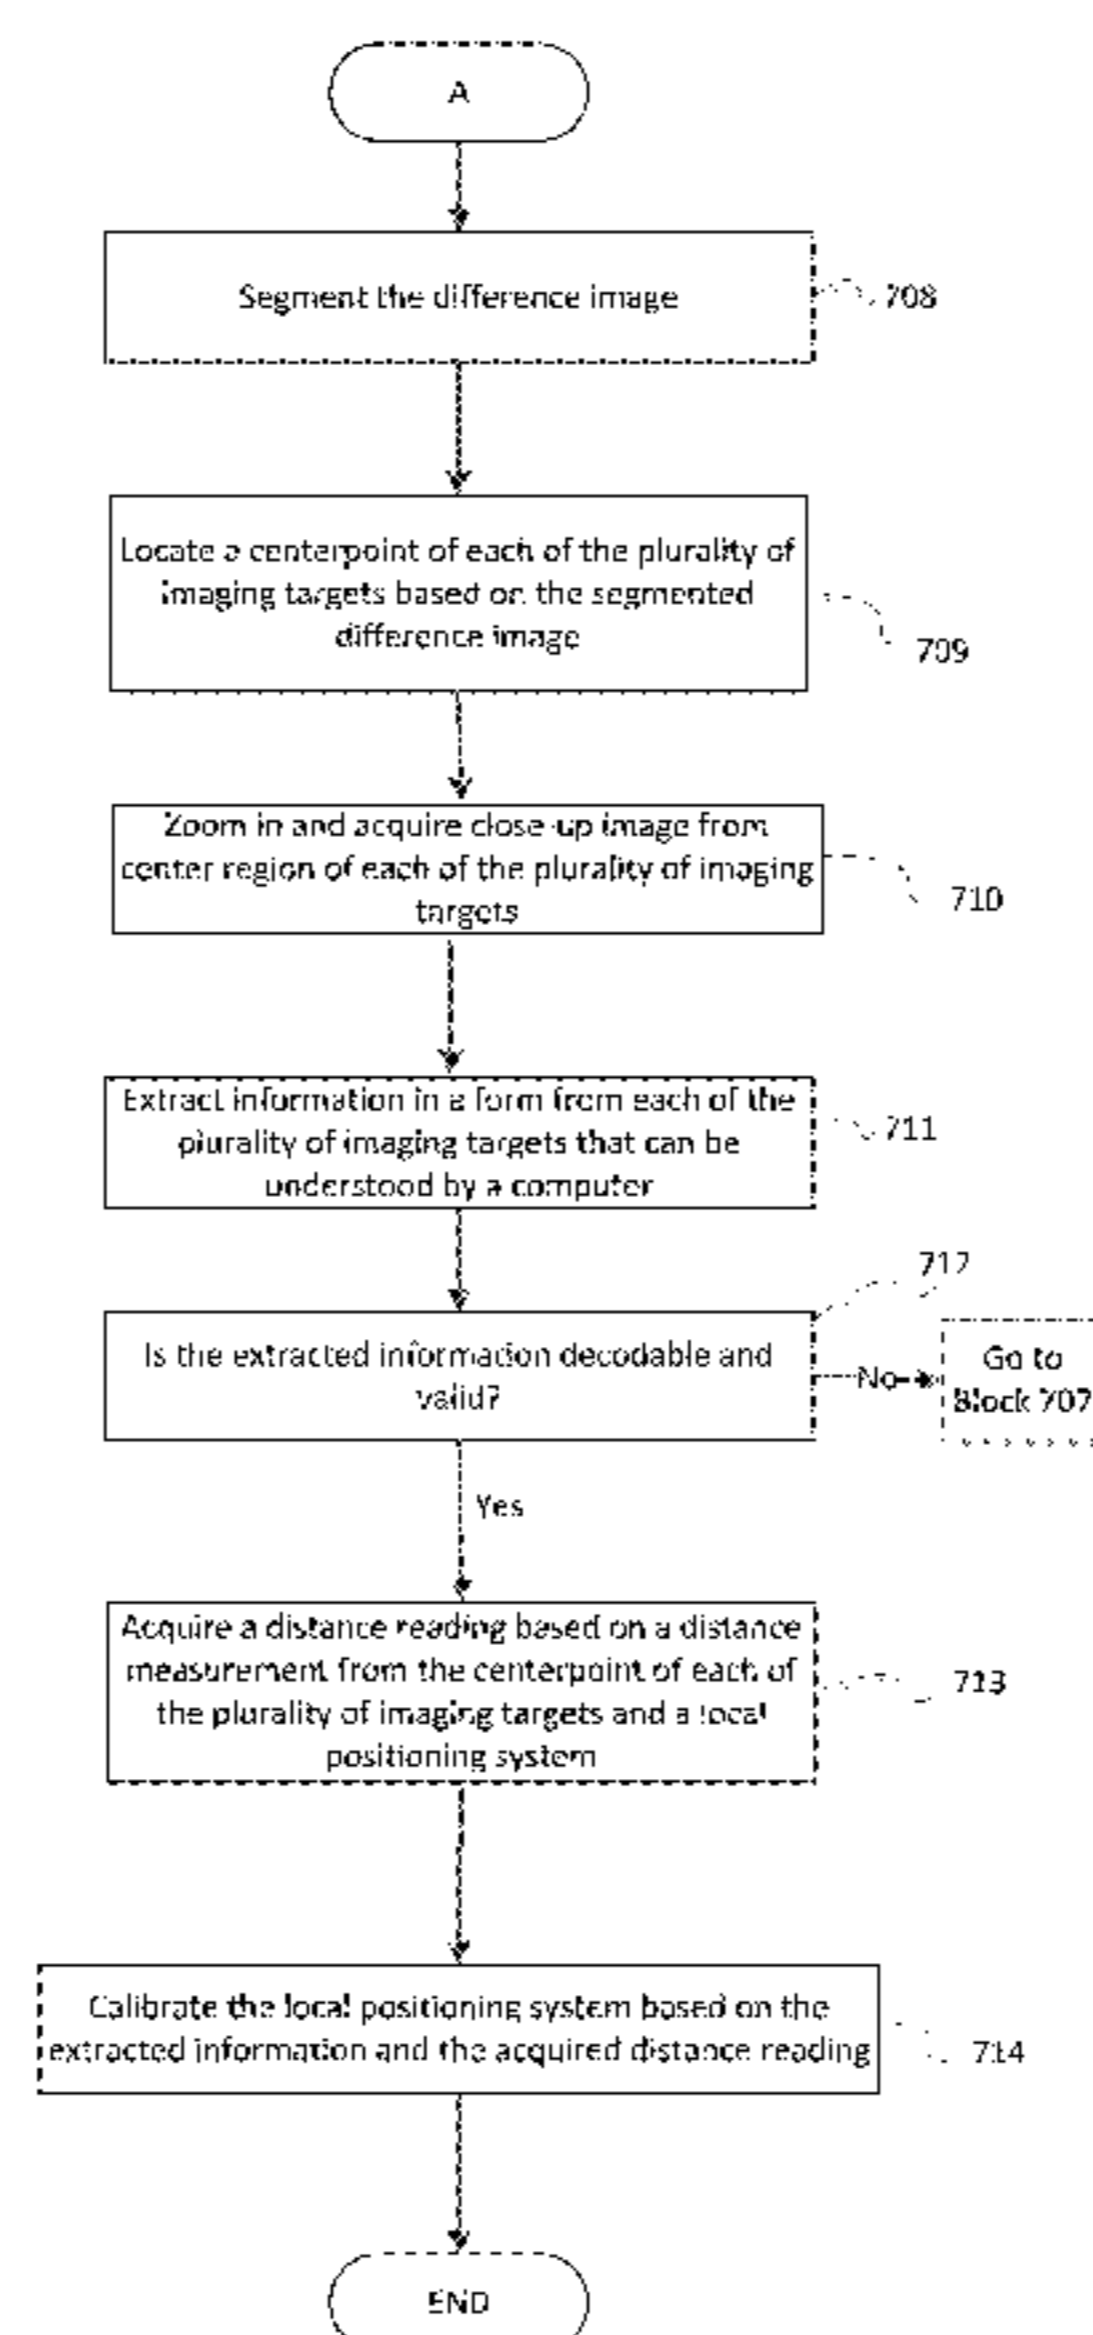 A
Segment the difference image
708
Locate a centerpoint of each of the plurality of
imaging targets based on the segmented
difference image
709
Zoom in and acquire close-up image from
center region of each of the plurality of imaging
targets
710
Extract information in a form from each of the
plurality of imaging targets that can be
understood by a computer
711
712
Is the extracted information decodable and
valid?
No
Go to
Block 707
Yes
Acquire a distance reading based on a distance
measurement from the centerpoint of each of
the plurality of imaging targets and a local
positioning system
713
Calibrate the local positioning system based on the
extracted information and the acquired distance reading
714
END